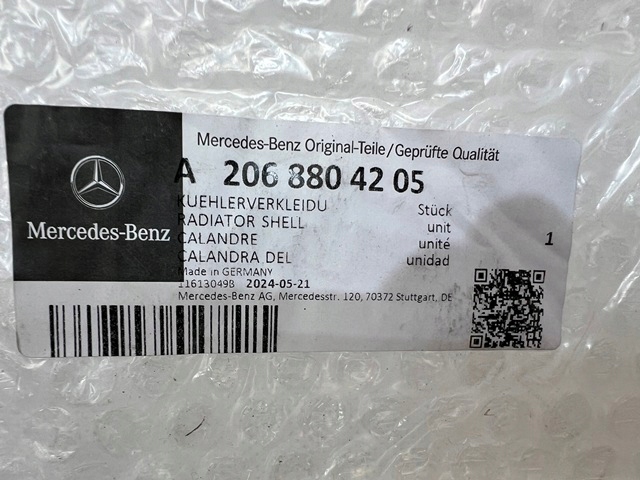 Mercedes-Benz
Mercedes-Benz Original-Teile/Geprüfte Qualität
A 206 880 42 05
KUEHLERVERKLEIDU Stück
RADIATOR SHELL unit
CALANDRE unité
CALANDRA DEL unidad
1
Made in GERMANY
11613049B 2024-05-21
Mercedes-Benz AG, Mercedesstr. 120, 70372 Stuttgart, DE